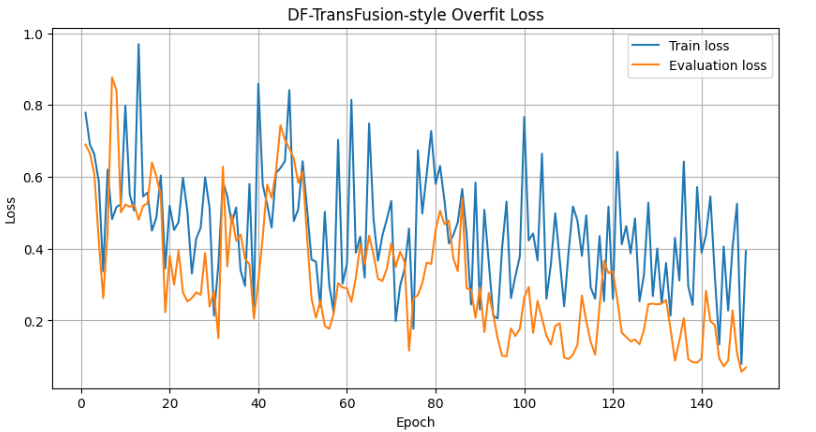 DF-TransFusion-style Overfit Loss
Train loss
Evaluation loss
1.0
0.8
0.6
0.4
0.2
Loss
0 20 40 60 80 100 120 140
Epoch